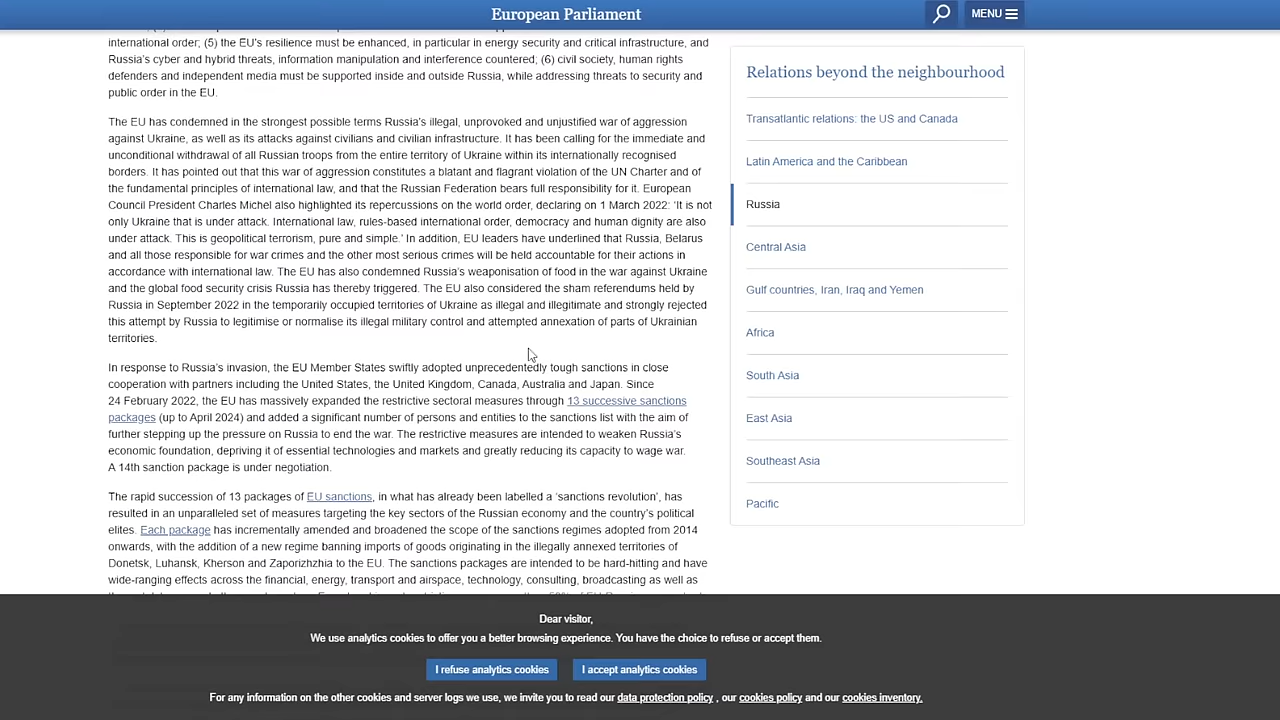 European Parliament
MENU
international order; (5) the EU's resilience must be enhanced, in particular in energy security and critical infrastructure, and
Russia's cyber and hybrid threats, information manipulation and interference countered; (6) civil society, human rights
defenders and independent media must be supported inside and outside Russia, while addressing threats to security and
public order in the EU.
The EU has condemned in the strongest possible terms Russia's illegal, unprovoked and unjustified war of aggression
against Ukraine, as well as its attacks against civilians and civilian infrastructure. It has been calling for the immediate and
unconditional withdrawal of all Russian troops from the entire territory of Ukraine within its internationally recognised
borders. It has pointed out that this war of aggression constitutes a blatant and flagrant violation of the UN Charter and of
the fundamental principles of international law, and that the Russian Federation bears full responsibility for it. European
Council President Charles Michel also highlighted its repercussions on the world order, declaring on 1 March 2022: 'It is not
only Ukraine that is under attack. International law, rules-based international order, democracy and human dignity are also
under attack. This is geopolitical terrorism, pure and simple.' In addition, EU leaders have underlined that Russia, Belarus
and all those responsible for war crimes and the other most serious crimes will be held accountable for their actions in
accordance with international law. The EU has also condemned Russia's weaponisation of food in the war against Ukraine
and the global food security crisis Russia has thereby triggered. The EU also considered the sham referendums held by
Russia in September 2022 in the temporarily occupied territories of Ukraine as illegal and illegitimate and strongly rejected
this attempt by Russia to legitimise or normalise its illegal military control and attempted annexation of parts of Ukrainian
territories.
In response to Russia's invasion, the EU Member States swiftly adopted unprecedentedly tough sanctions in close
cooperation with partners including the United States, the United Kingdom, Canada, Australia and Japan. Since
24 February 2022, the EU has massively expanded the restrictive sectoral measures through 13 successive sanctions
packages (up to April 2024) and added a significant number of persons and entities to the sanctions list with the aim of
further stepping up the pressure on Russia to end the war. The restrictive measures are intended to weaken Russia's
economic foundation, depriving it of essential technologies and markets and greatly reducing its capacity to wage war.
A 14th sanction package is under negotiation.
The rapid succession of 13 packages of EU sanctions, in what has already been labelled a 'sanctions revolution', has
resulted in an unparalleled set of measures targeting the key sectors of the Russian economy and the country's political
elites. Each package has incrementally amended and broadened the scope of the sanctions regimes adopted from 2014
onwards, with the addition of a new regime banning imports of goods originating in the illegally annexed territories of
Donetsk, Luhansk, Kherson and Zaporizhzhia to the EU. The sanctions packages are intended to be hard-hitting and have
wide-ranging effects across the financial, energy, transport and airspace, technology, consulting, broadcasting as well as
Relations beyond the neighbourhood
Transatlantic relations: the US and Canada
Latin America and the Caribbean
Russia
Central Asia
Gulf countries, Iran, Iraq and Yemen
Africa
South Asia
East Asia
Southeast Asia
Pacific
Dear visitor,
We use analytics cookies to offer you a better browsing experience. You have the choice to refuse or accept them.
I refuse analytics cookies
I accept analytics cookies
For any information on the other cookies and server logs we use, we invite you to read our data protection policy , our cookies policy and our cookies inventory.